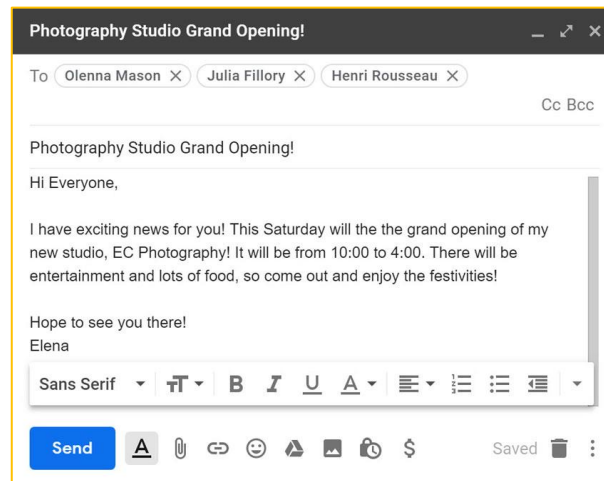 Photography Studio Grand Opening!
To Olenna Mason Julia Fillory Henri Rousseau
Cc Bcc
Photography Studio Grand Opening!
Hi Everyone,
I have exciting news for you! This Saturday will the the grand opening of my
new studio, EC Photography! It will be from 10:00 to 4:00. There will be
entertainment and lots of food, so come out and enjoy the festivities!
Hope to see you there!
Elena
Sans Serif B I U A
Send A $ Saved